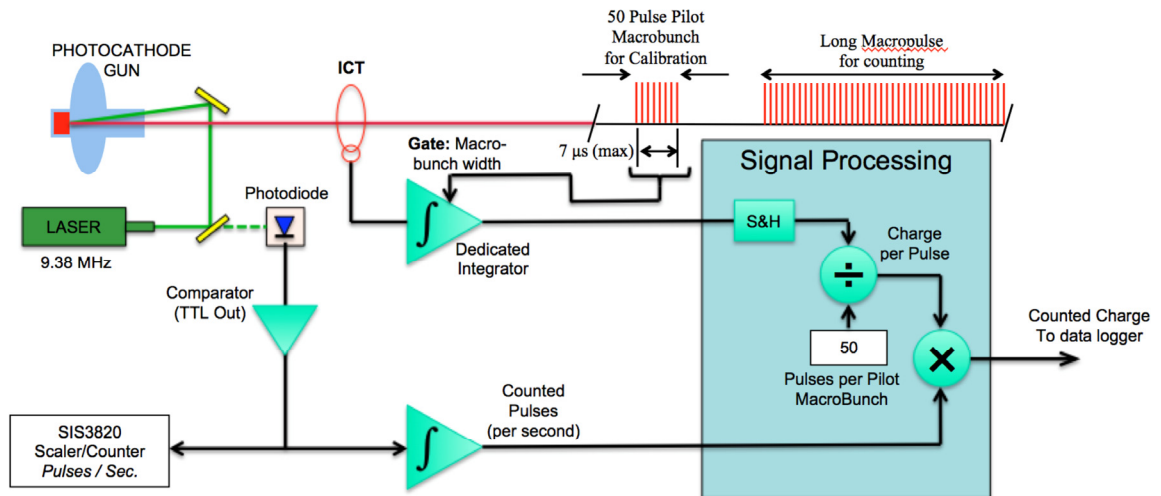 PHOTOCATHODE
GUN
ICT
50 Pulse Pilot
Macrobunch
for Calibration
Long Macropulse
for counting
7 µs (max)
Gate: Macro-
bunch width
Signal Processing
Photodiode
LASER
9.38 MHz
∫
Dedicated
Integrator
S&H
Charge
per Pulse
÷
Comparator
(TTL Out)
50
Pulses per Pilot
MacroBunch
×
Counted Charge
To data logger
Counted
Pulses
(per second)
∫
SIS3820
Scaler/Counter
Pulses / Sec.